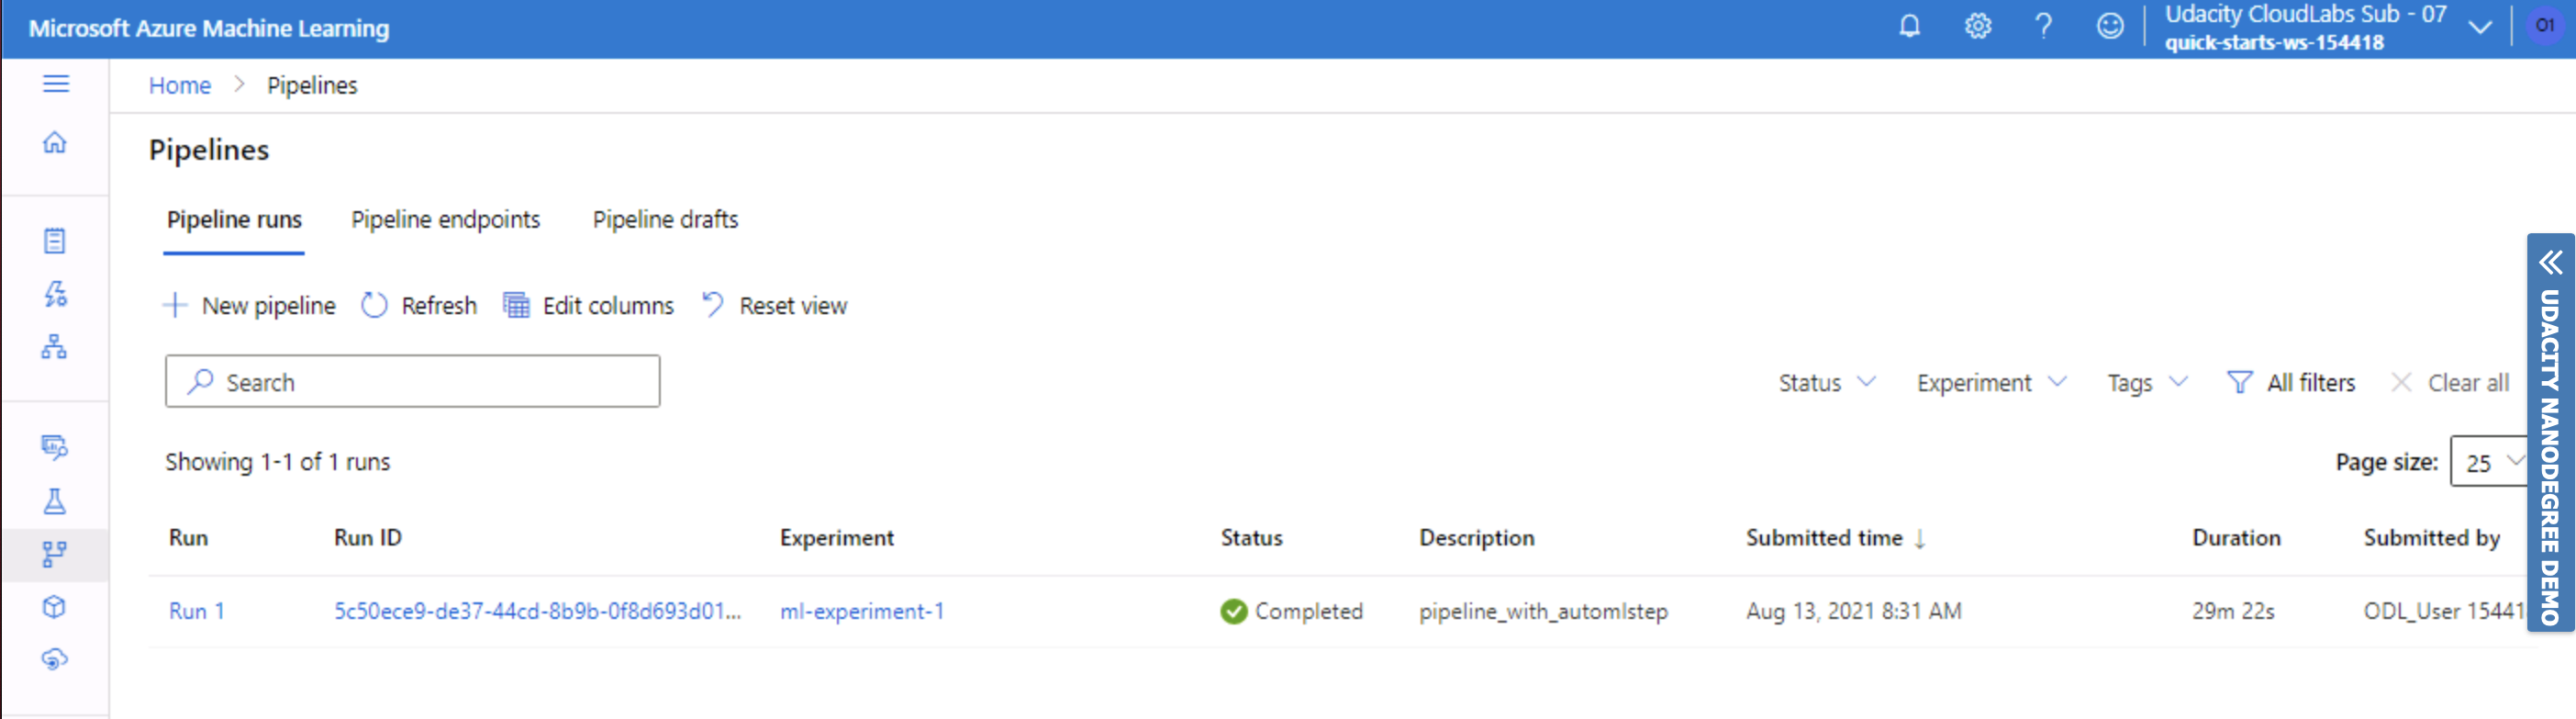 Microsoft Azure Machine Learning
Udacity CloudLabs Sub - 07
quick-starts-ws-154418
O1
Home > Pipelines
Pipelines
Pipeline runs Pipeline endpoints Pipeline drafts
New pipeline Refresh Edit columns Reset view
Search
Status Experiment Tags All filters Clear all
Showing 1-1 of 1 runs
Page size: 25
Run Run ID Experiment Status Description Submitted time ↓ Duration Submitted by
Run 1 5c50ece9-de37-44cd-8b9b-0f8d693d01... ml-experiment-1 Completed pipeline_with_automlstep Aug 13, 2021 8:31 AM 29m 22s ODL_User 15441
UDACITY NANODEGREE DEMO